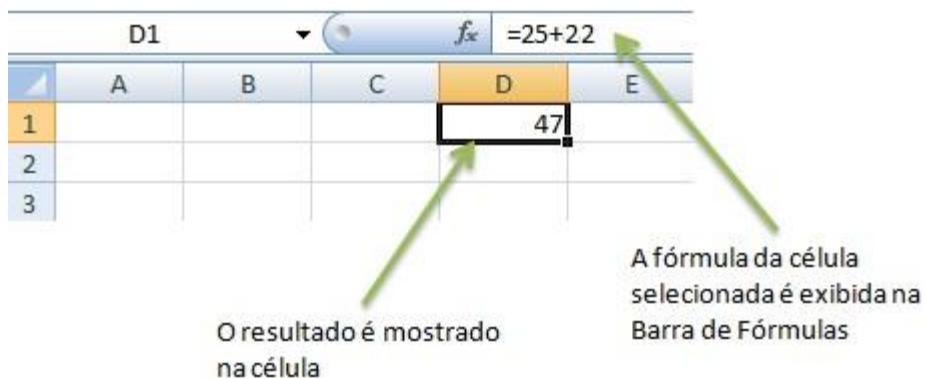 D1 fx =25+22
A B C D E
1 47
2
3
A fórmula da célula
selecionada é exibida na
Barra de Fórmulas
O resultado é mostrado
na célula